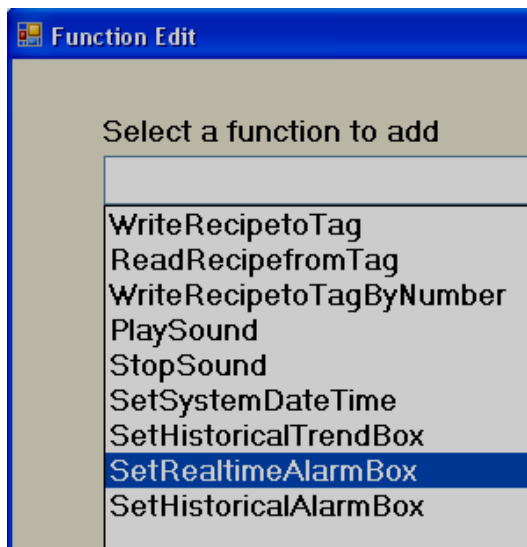 Function Edit
Select a function to add
WriteRecipetoTag
ReadRecipefromTag
WriteRecipetoTagByNumber
PlaySound
StopSound
SetSystemDateTime
SetHistoricalTrendBox
SetRealtimeAlarmBox
SetHistoricalAlarmBox